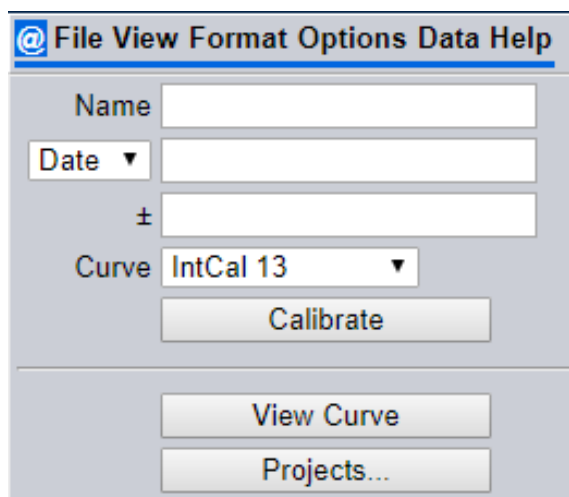 @ File View Format Options Data Help
Name
Date ▼
±
Curve IntCal 13 ▼
Calibrate
View Curve
Projects...